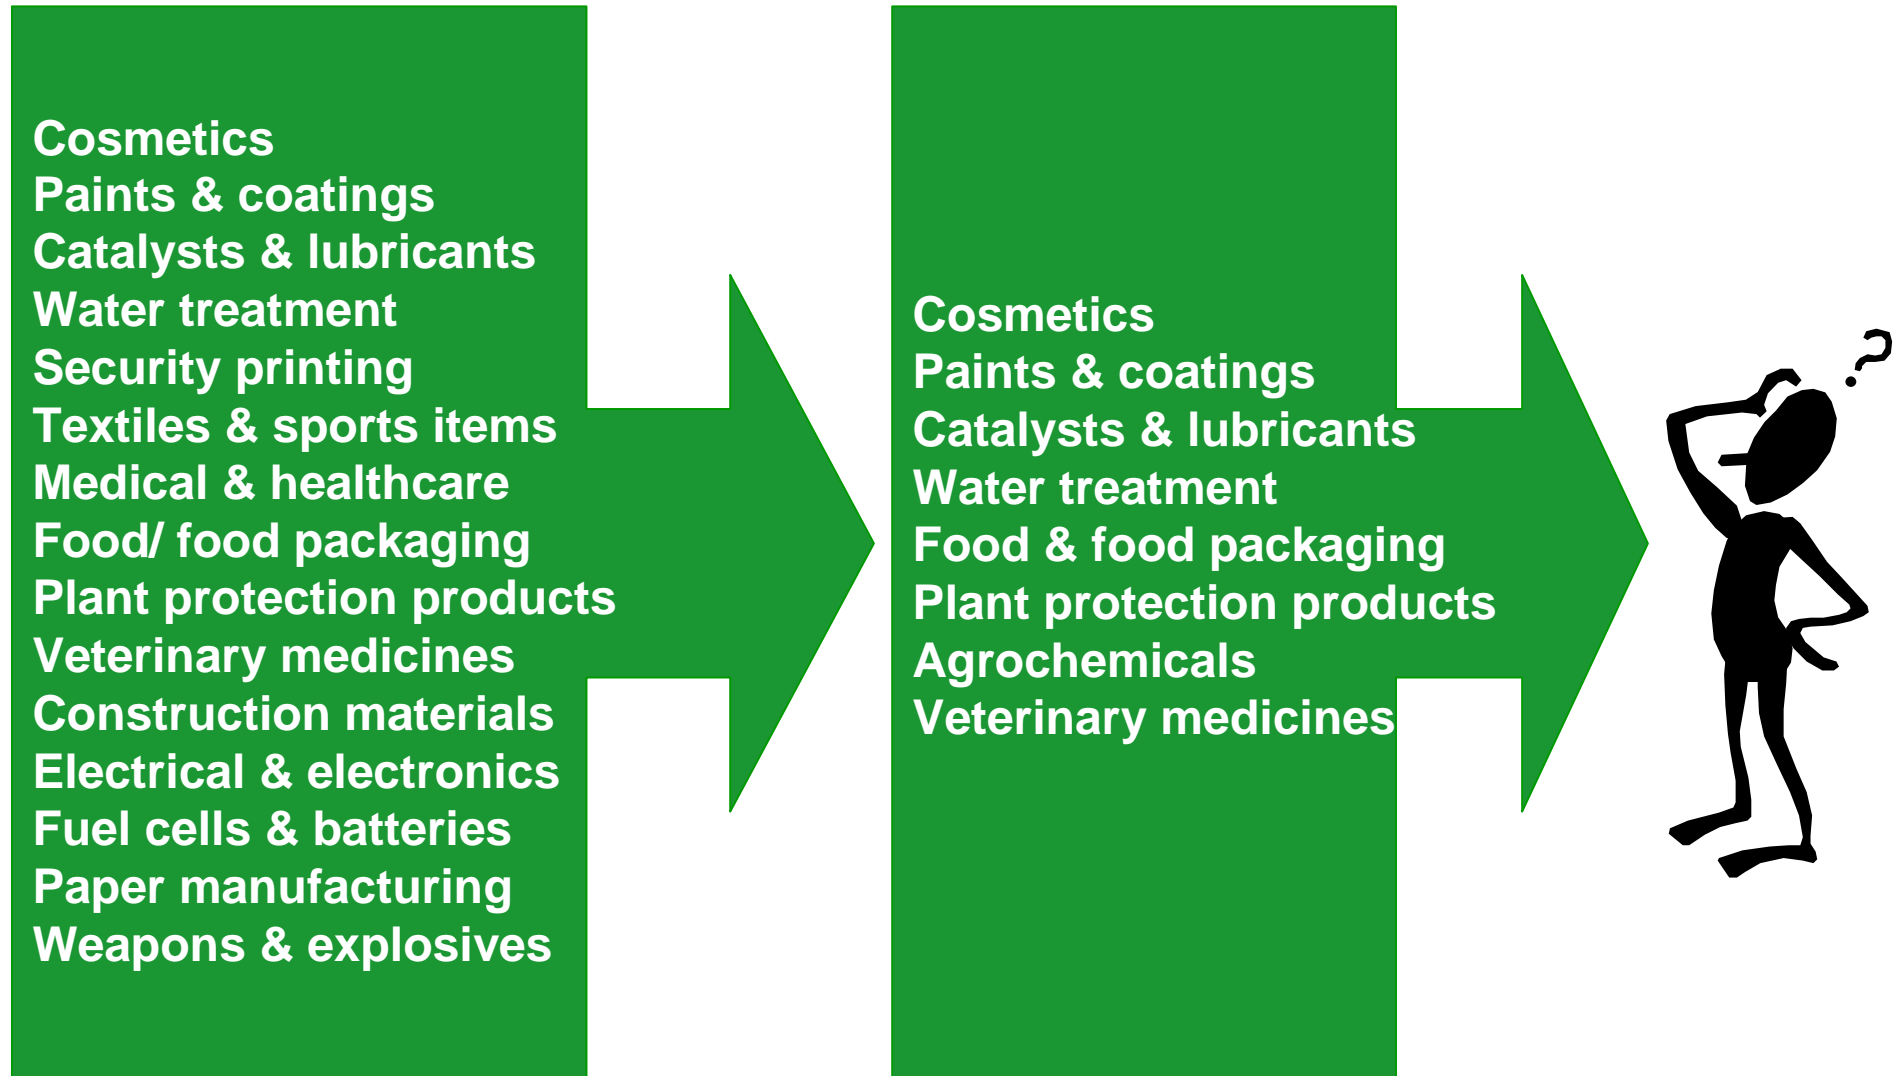 Cosmetics
Paints & coatings
Catalysts & lubricants
Water treatment
Security printing
Textiles & sports items
Medical & healthcare
Food/ food packaging
Plant protection products
Veterinary medicines
Construction materials
Electrical & electronics
Fuel cells & batteries
Paper manufacturing
Weapons & explosives
Cosmetics
Paints & coatings
Catalysts & lubricants
Water treatment
Food & food packaging
Plant protection products
Agrochemicals
Veterinary medicines
?